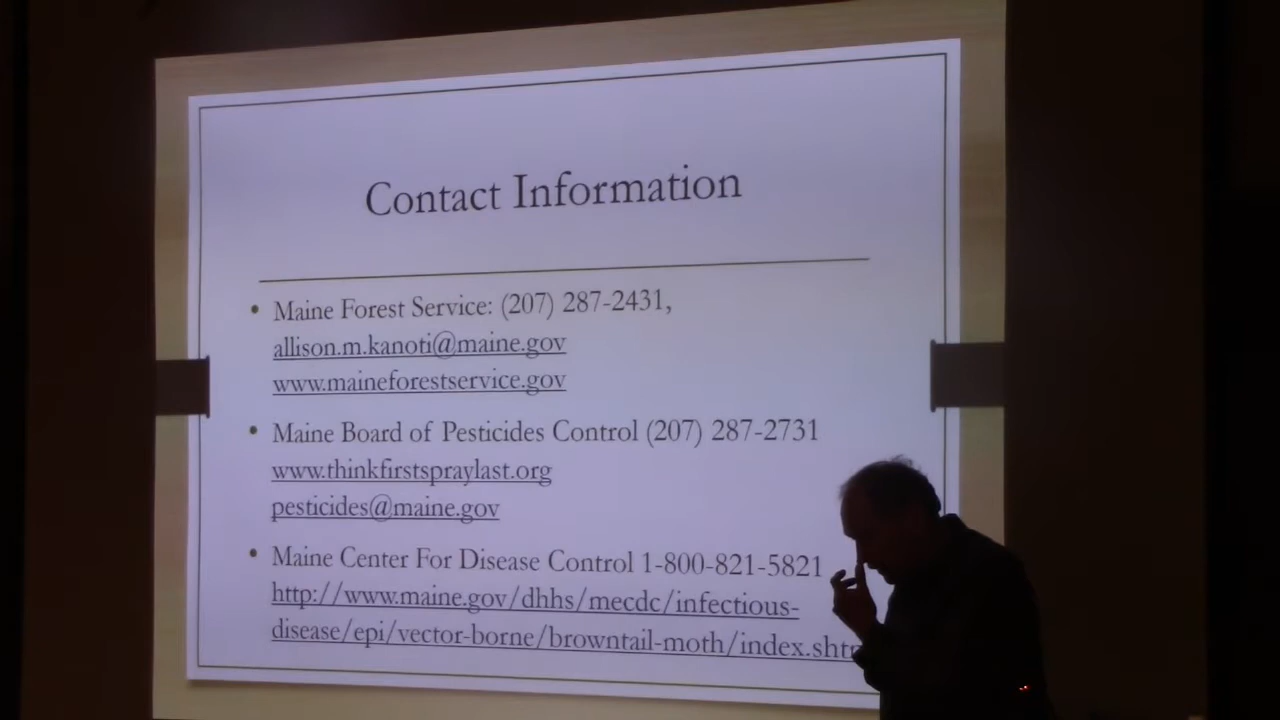 Contact Information
• Maine Forest Service: (207) 287-2431,
allison.m.kanoti@maine.gov
www.maineforestservice.gov
• Maine Board of Pesticides Control (207) 287-2731
www.thinkfirstspraylast.org
pesticides@maine.gov
• Maine Center For Disease Control 1-800-821-5821
http://www.maine.gov/dhhs/mecdc/infectious-
disease/epi/vector-borne/browntail-moth/index.sht